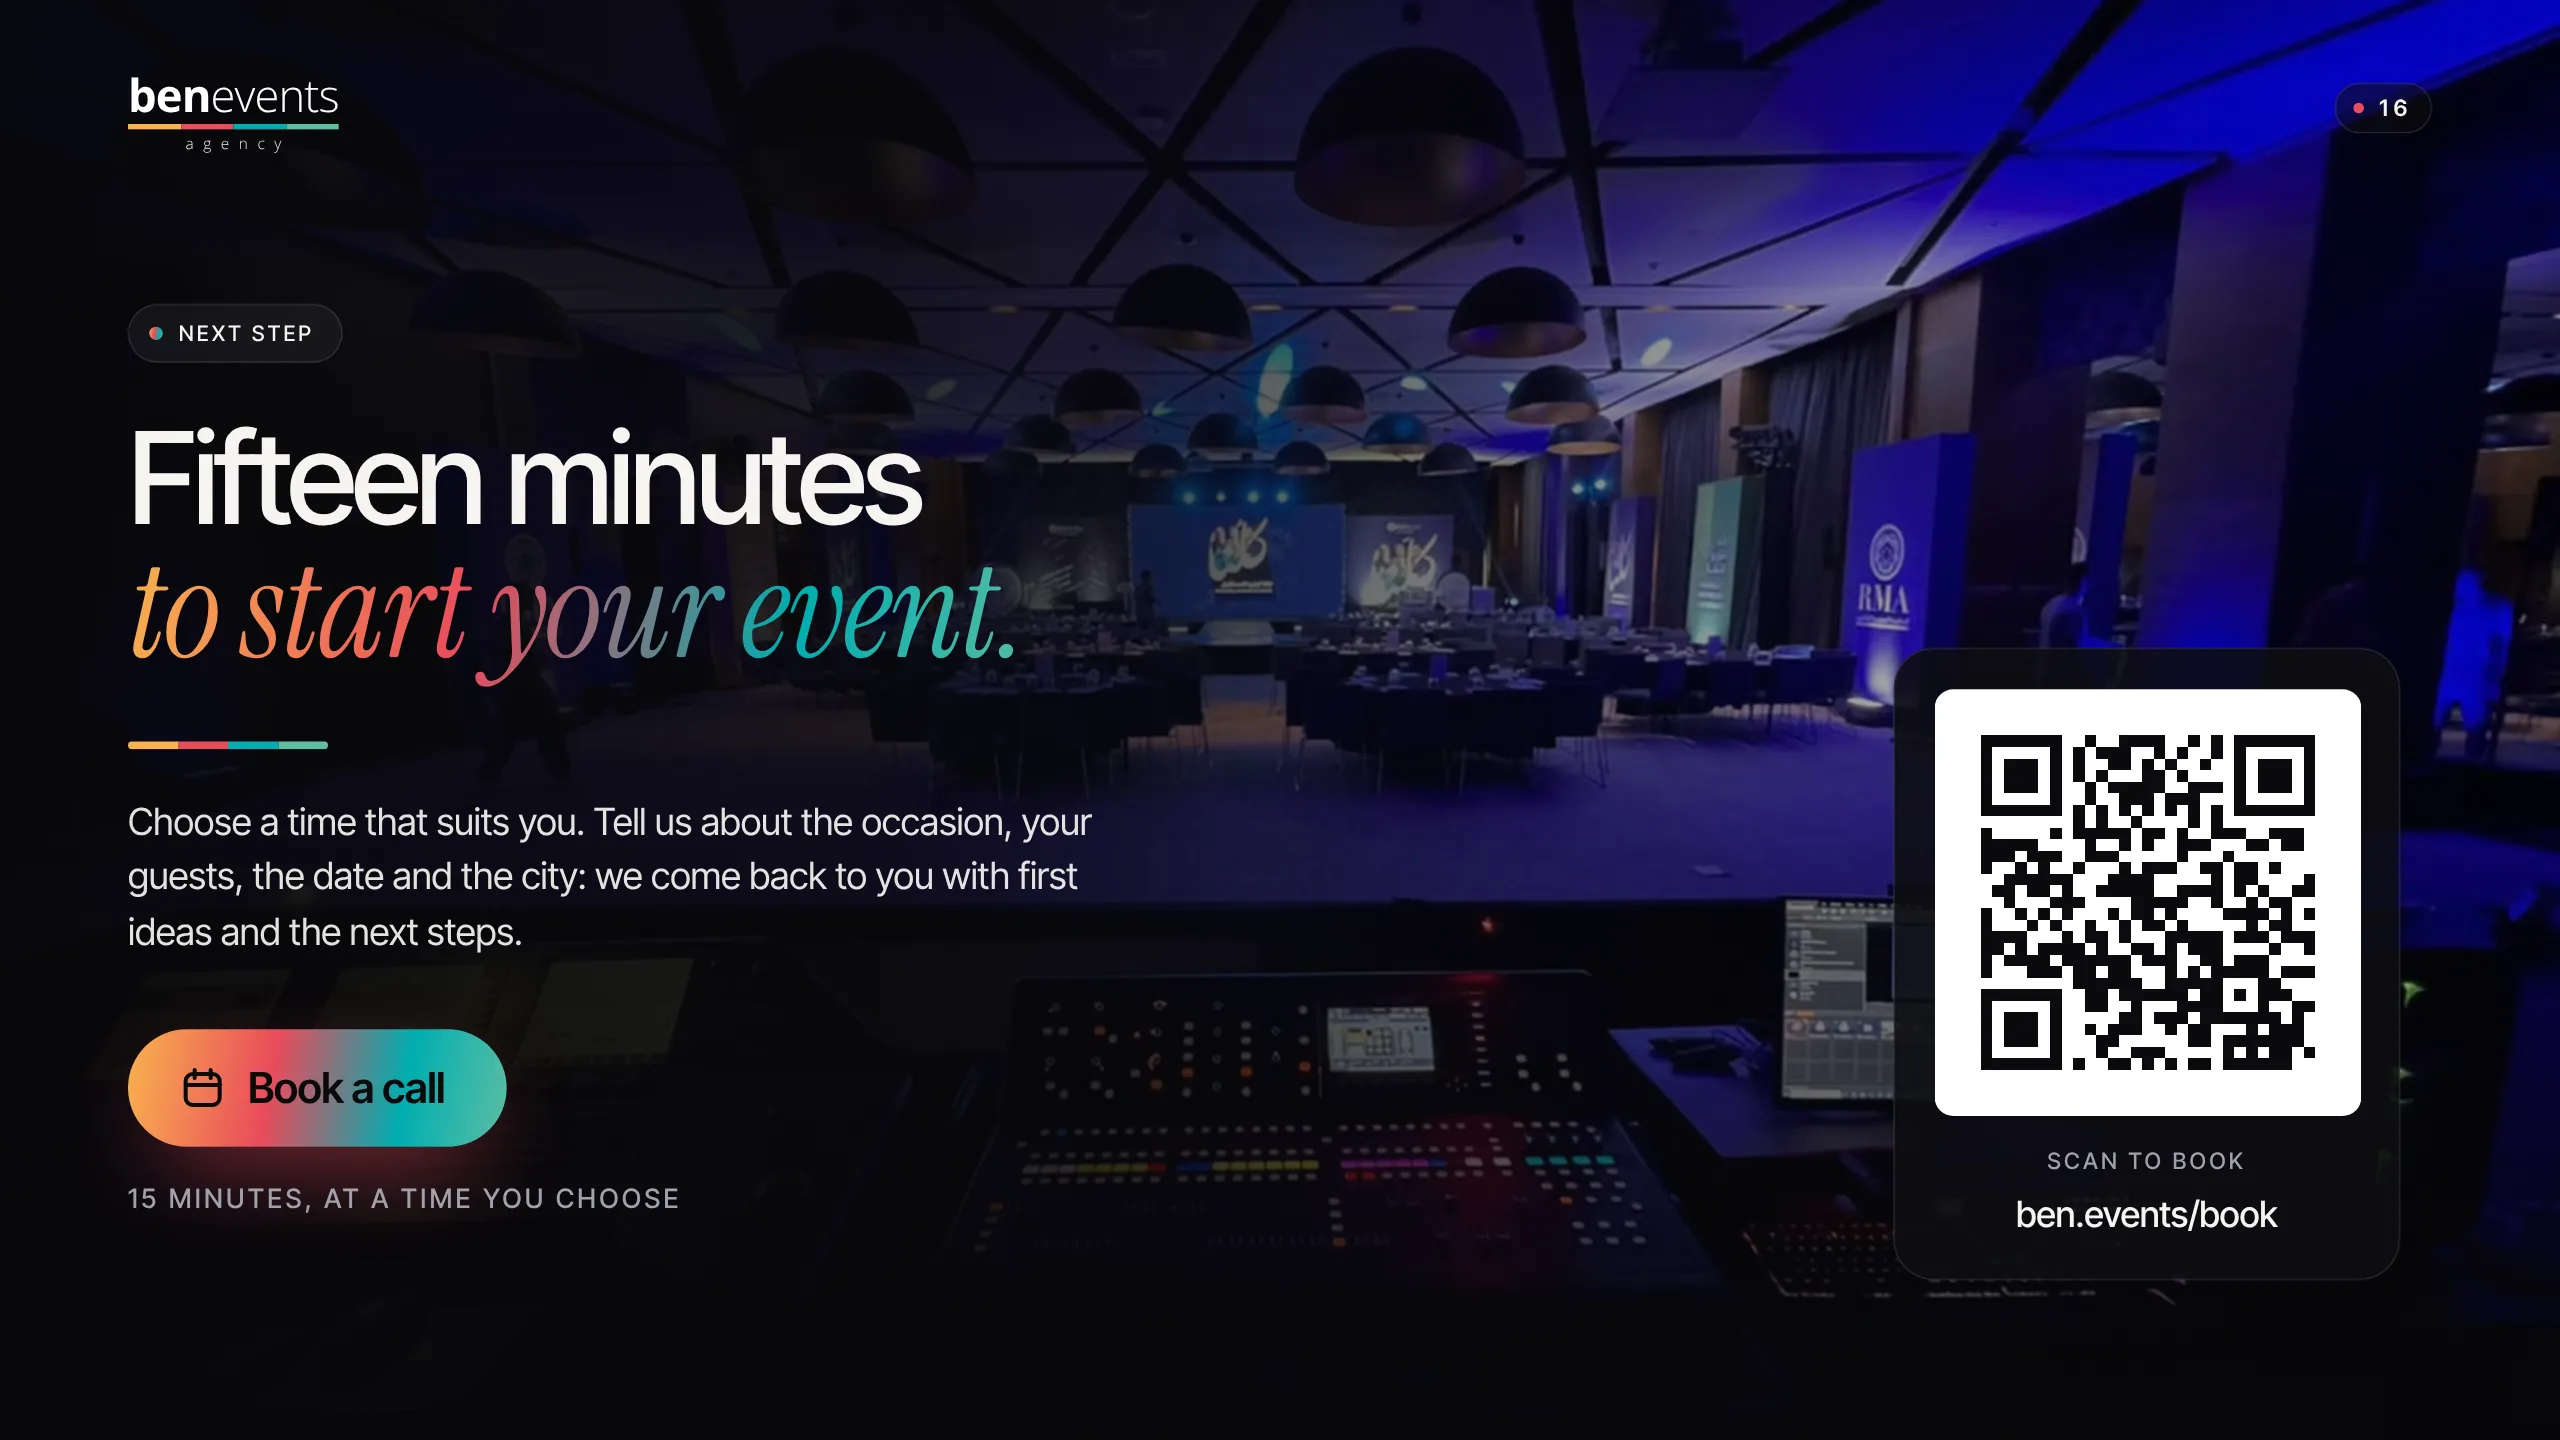 benevents
agency
16
NEXT STEP
Fifteen minutes
to start your event.
RMA
Choose a time that suits you. Tell us about the occasion, your
guests, the date and the city: we come back to you with first
ideas and the next steps.
Book a call
15 MINUTES, AT A TIME YOU CHOOSE
SCAN TO BOOK
ben.events/book